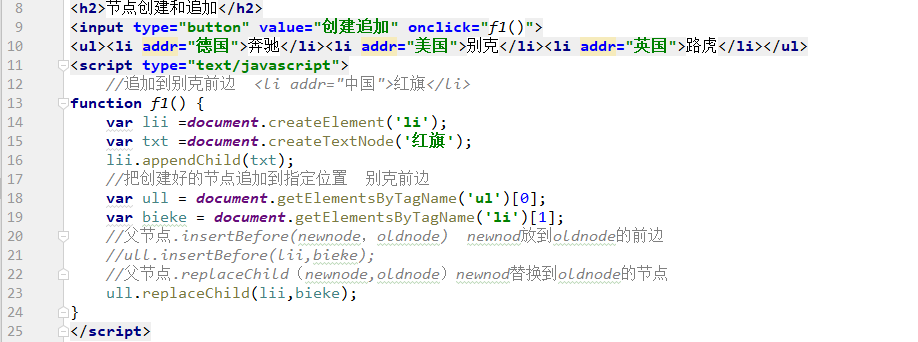 8 <h2>节点创建和追加</h2>
9 <input type="button" value="创建追加" onclick="f1()">
10 <ul><li addr="德国">奔驰</li><li addr="美国">别克</li><li addr="英国">路虎</li></ul>
11 <script type="text/javascript">
12 //追加到别克前边 <li addr="中国">红旗</li>
13 function f1() {
14 var lii =document.createElement('li');
15 var txt =document.createTextNode('红旗');
16 lii.appendChild(txt);
17 //把创建好的节点追加到指定位置 别克前边
18 var ull = document.getElementsByTagName('ul')[0];
19 var bieke = document.getElementsByTagName('li')[1];
20 //父节点.insertBefore(newnode, oldnode) newnod放到oldnode的前边
21 //ull.insertBefore(lii,bieke);
22 //父节点.replaceChild（newnode,oldnode）newnod替换到oldnode的节点
23 ull.replaceChild(lii,bieke);
24 }
25 </script>